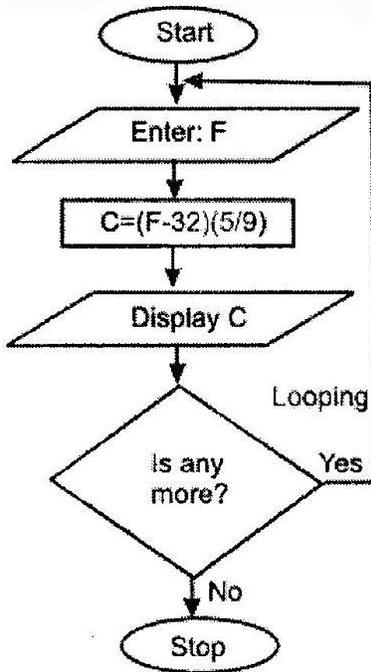 Start
Enter: F
C=(F-32)(5/9)
Display C
Looping
Is any
more?
Yes
No
Stop